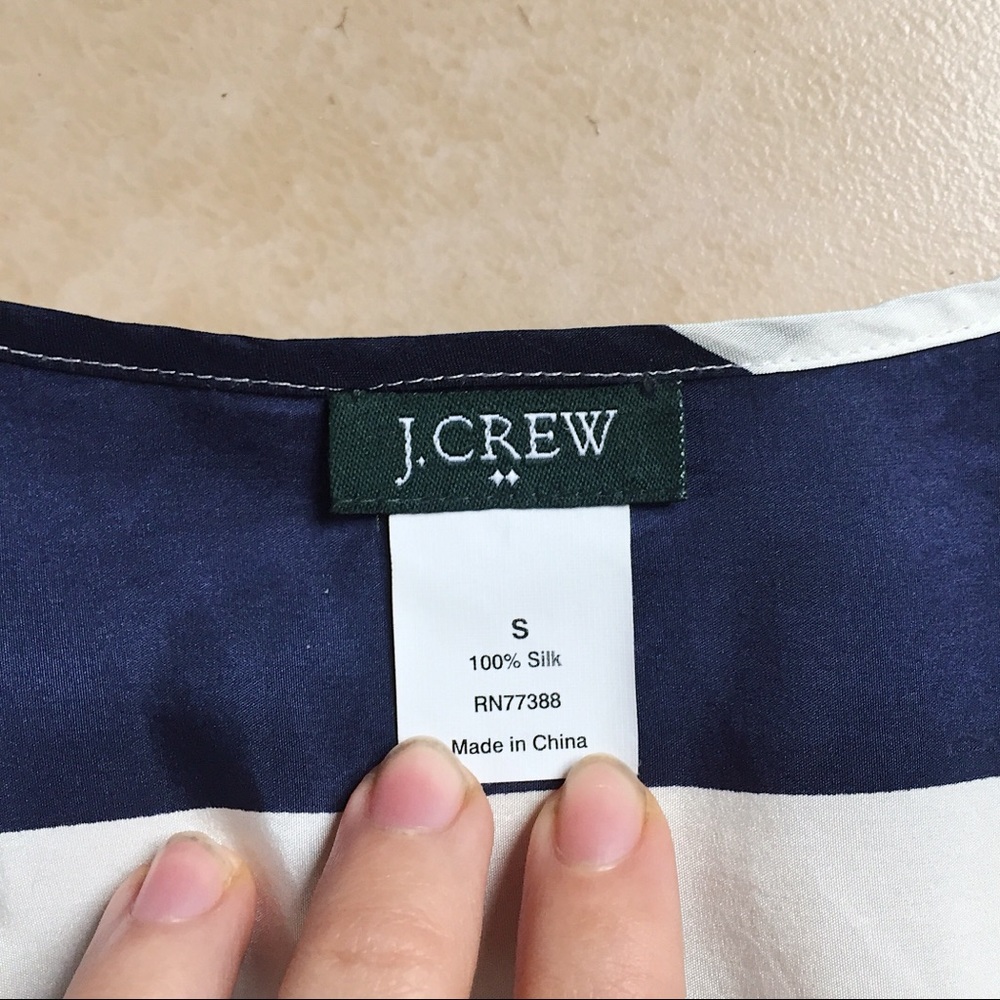 J.CREW
S
100% Silk
RN77388
Made in China